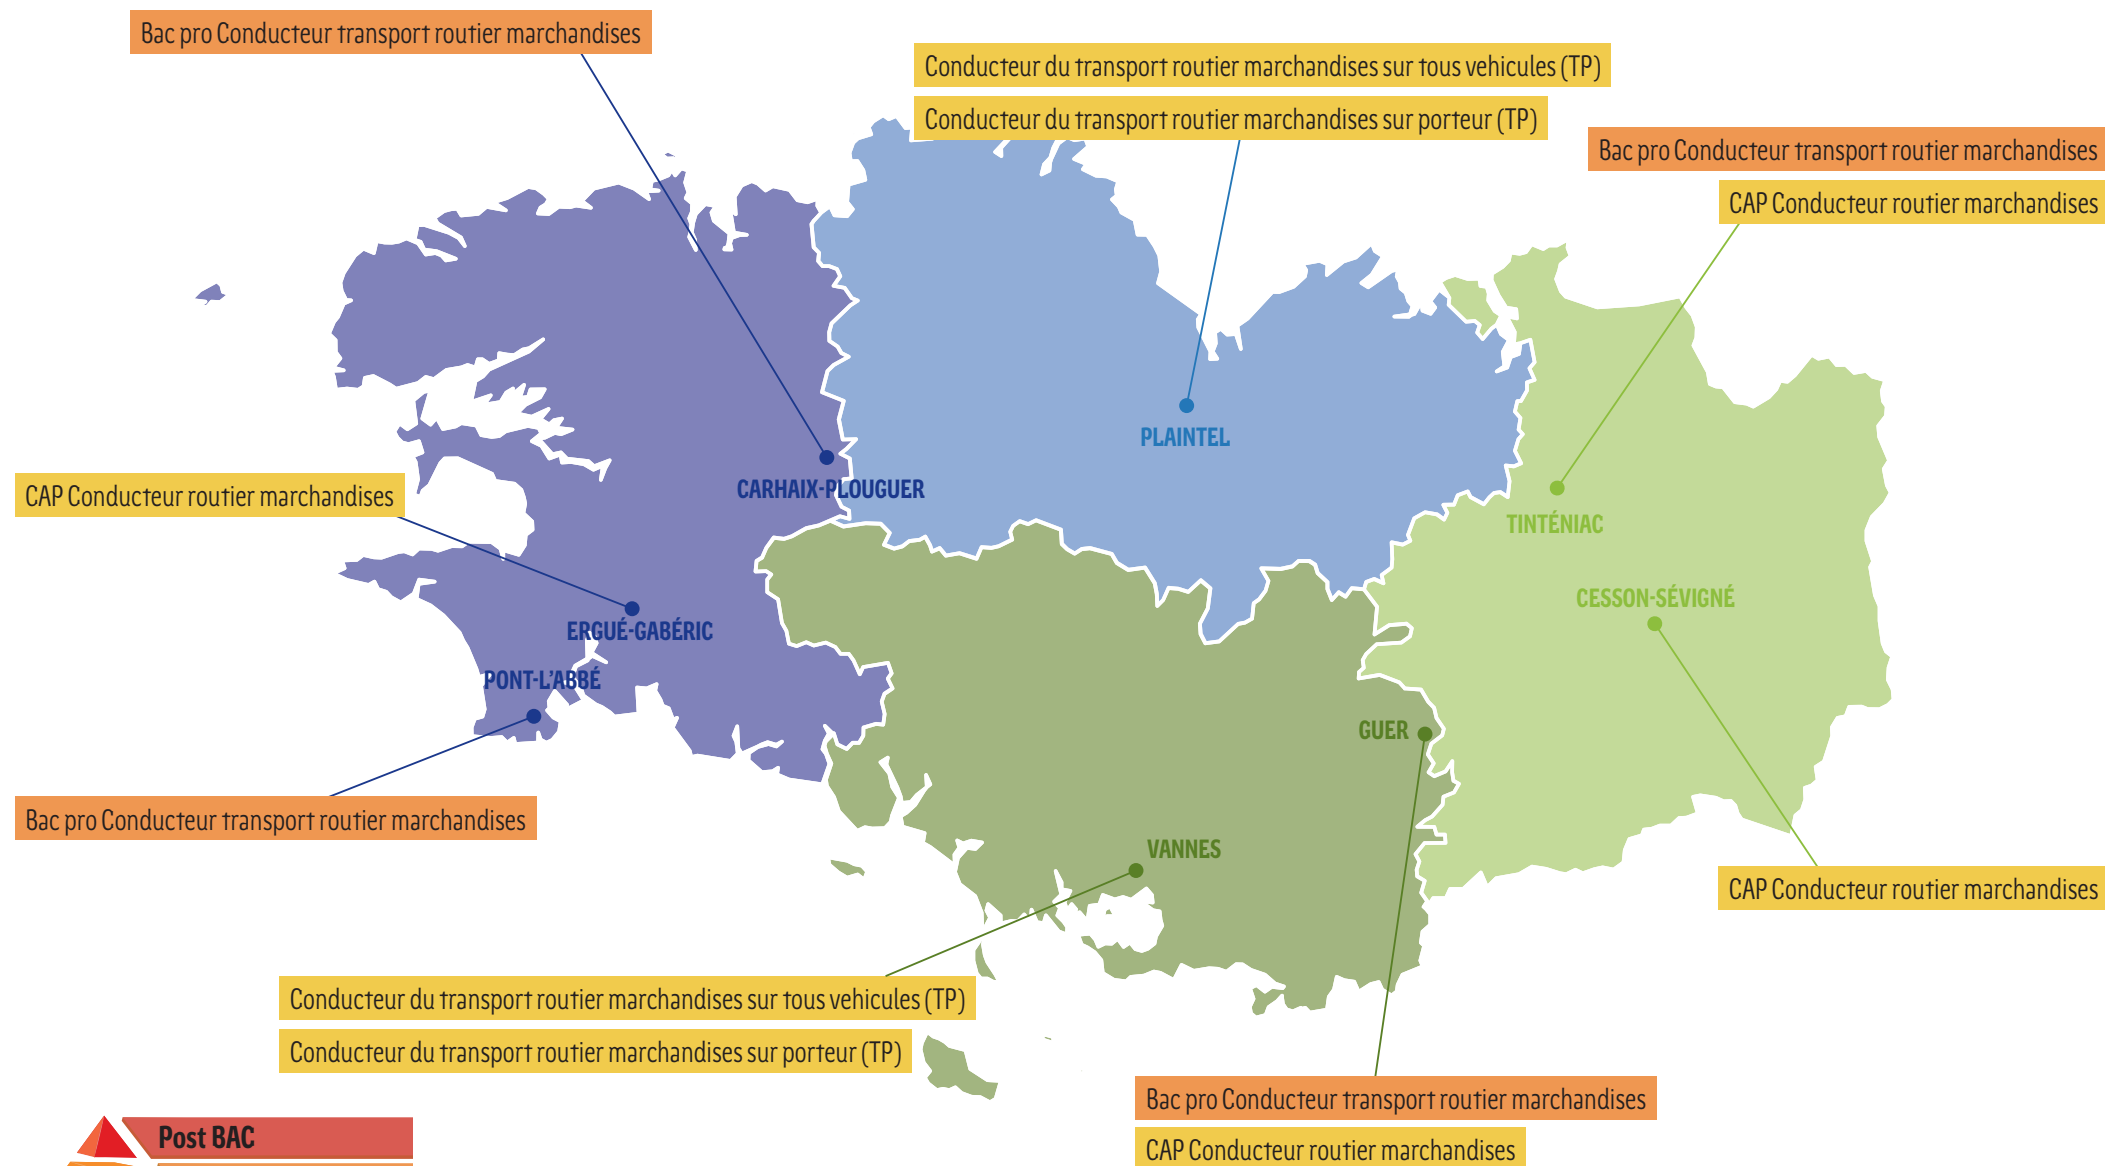 Bac pro Conducteur transport routier marchandises
Conducteur du transport routier marchandises sur tous vehicules (TP)
Conducteur du transport routier marchandises sur porteur (TP)
Bac pro Conducteur transport routier marchandises
CAP Conducteur routier marchandises
PLAINTEL
CARHAIX-PLOUGUER
CAP Conducteur routier marchandises
TINTÉNIAC
CESSON-SÉVIGNÉ
ERGUÉ-GABÉRIC
PONT-L'ABBÉ
GUER
Bac pro Conducteur transport routier marchandises
VANNES
CAP Conducteur routier marchandises
Conducteur du transport routier marchandises sur tous vehicules (TP)
Conducteur du transport routier marchandises sur porteur (TP)
Bac pro Conducteur transport routier marchandises
CAP Conducteur routier marchandises
Post BAC